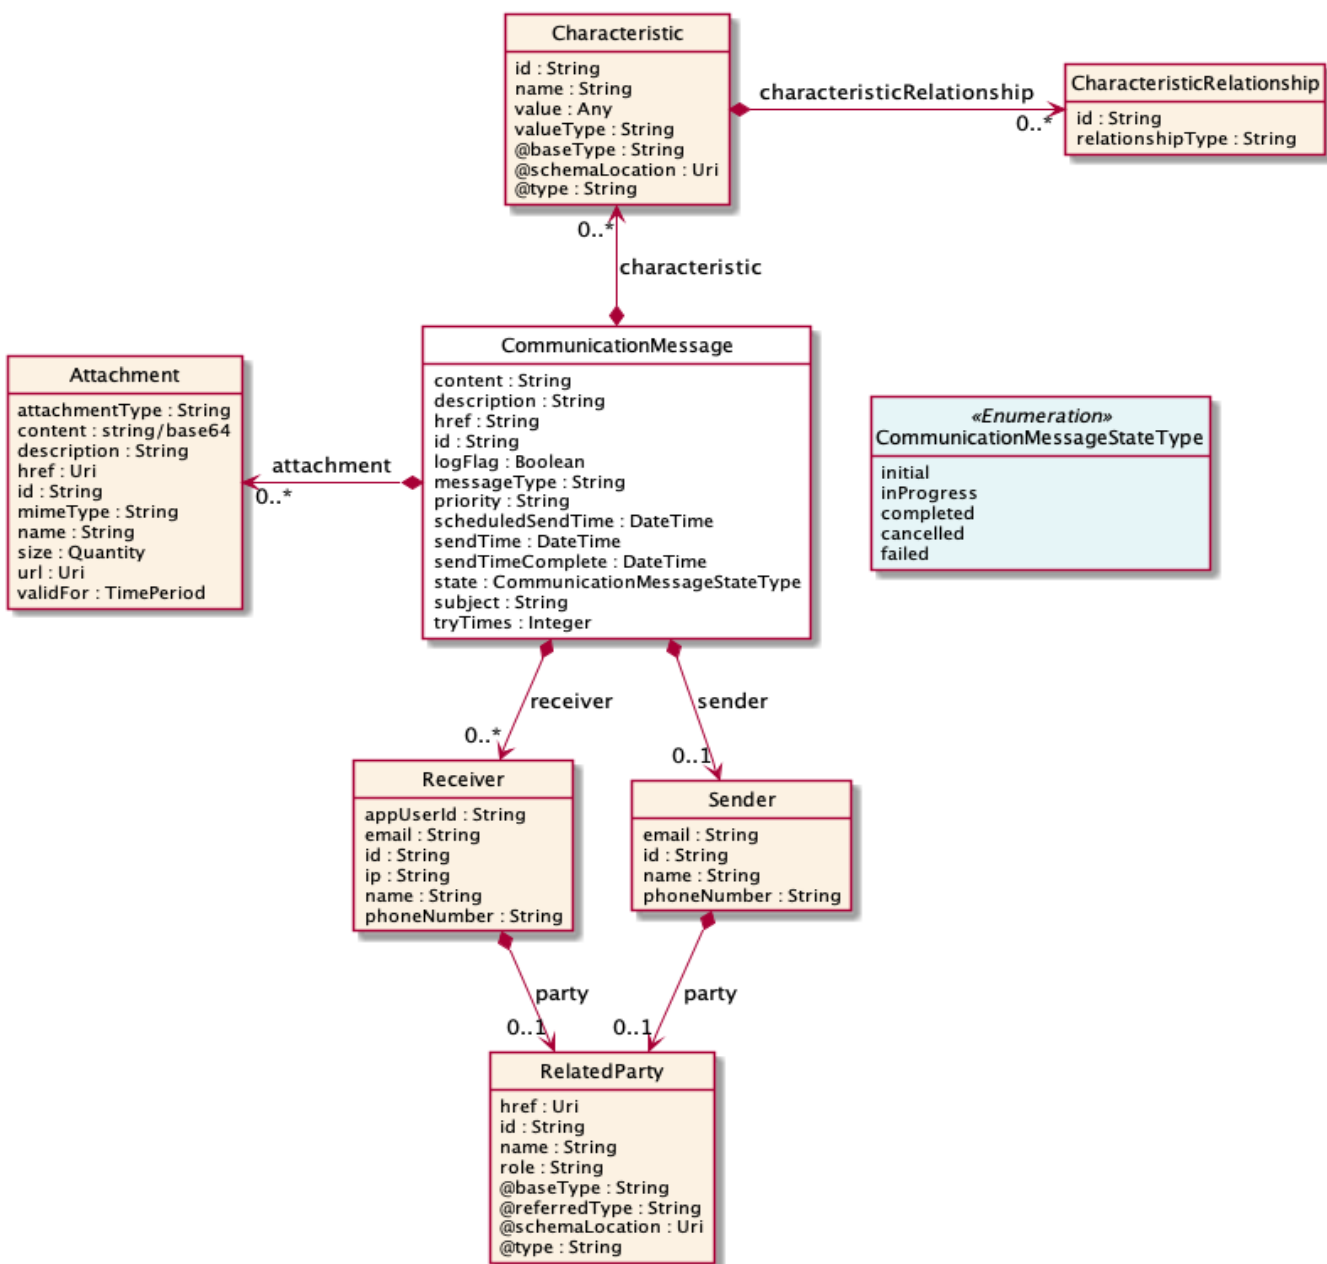 Characteristic
id : String
name : String
value : Any
valueType : String
@baseType : String
@schemaLocation : Uri
@type : String
characteristicRelationship
0..*
CharacteristicRelationship
id : String
relationshipType : String
0..*
characteristic
CommunicationMessage
content : String
description : String
href : String
id : String
logFlag : Boolean
messageType : String
priority : String
scheduledSendTime : DateTime
sendTime : DateTime
sendTimeComplete : DateTime
state : CommunicationMessageStateType
subject : String
tryTimes : Integer
Attachment
attachmentType : String
content : string/base64
description : String
href : Uri
id : String
mimeType : String
name : String
size : Quantity
url : Uri
validFor : TimePeriod
attachment
0..*
«Enumeration»
CommunicationMessageStateType
initial
inProgress
completed
cancelled
failed
receiver
0..*
sender
0..1
Receiver
appUserId : String
email : String
id : String
ip : String
name : String
phoneNumber : String
Sender
email : String
id : String
name : String
phoneNumber : String
party
0..1
party
0..1
RelatedParty
href : Uri
id : String
name : String
role : String
@baseType : String
@referredType : String
@schemaLocation : Uri
@type : String